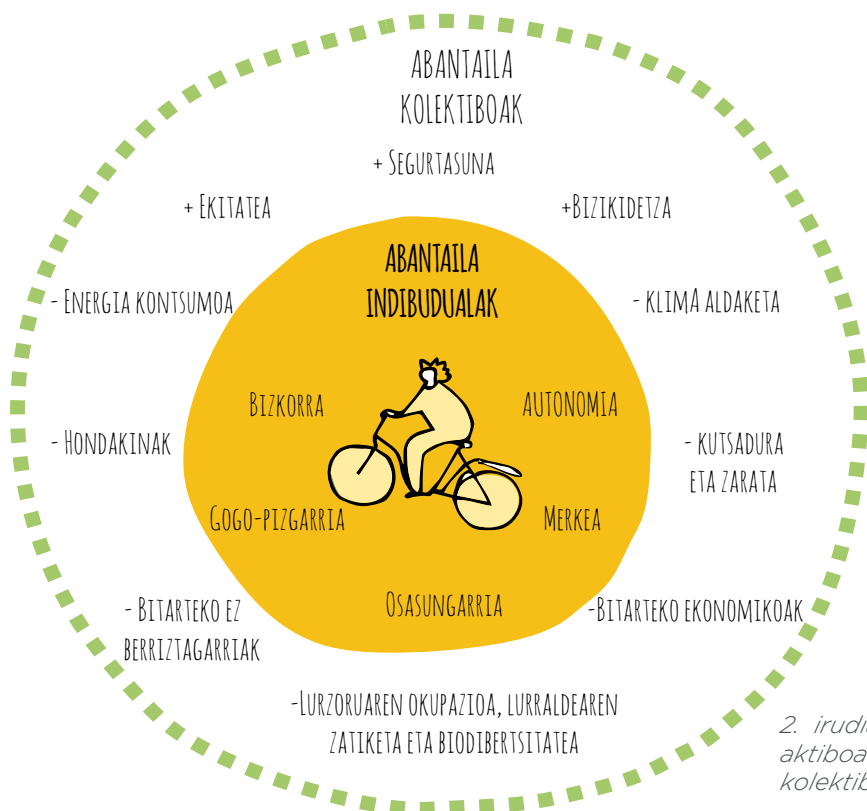 ABANTAILA
KOLEKTIBOAK
+ SEGURTASUNA
+ EKITATEA
+BIZIKIDETZA
ABANTAILA
INDIBUDUALAK
- ENERGIA KONTSUMOA
- KLIMA ALDAKETA
BIZKORRA
AUTONOMIA
- HONDAKINAK
- KUTSADURA
ETA ZARATA
GOGO-PIZGARRIA
MERKEA
OSASUNGARRIA
- BITARTEKO EZ
BERRIZTAGARRIAK
-BITARTEKO EKONOMIKOAK
-LURZORUAREN OKUPAZIOA, LURRALDEAREN
ZATIKETA ETA BIODIBERTSITATEA
2.
aktiboa